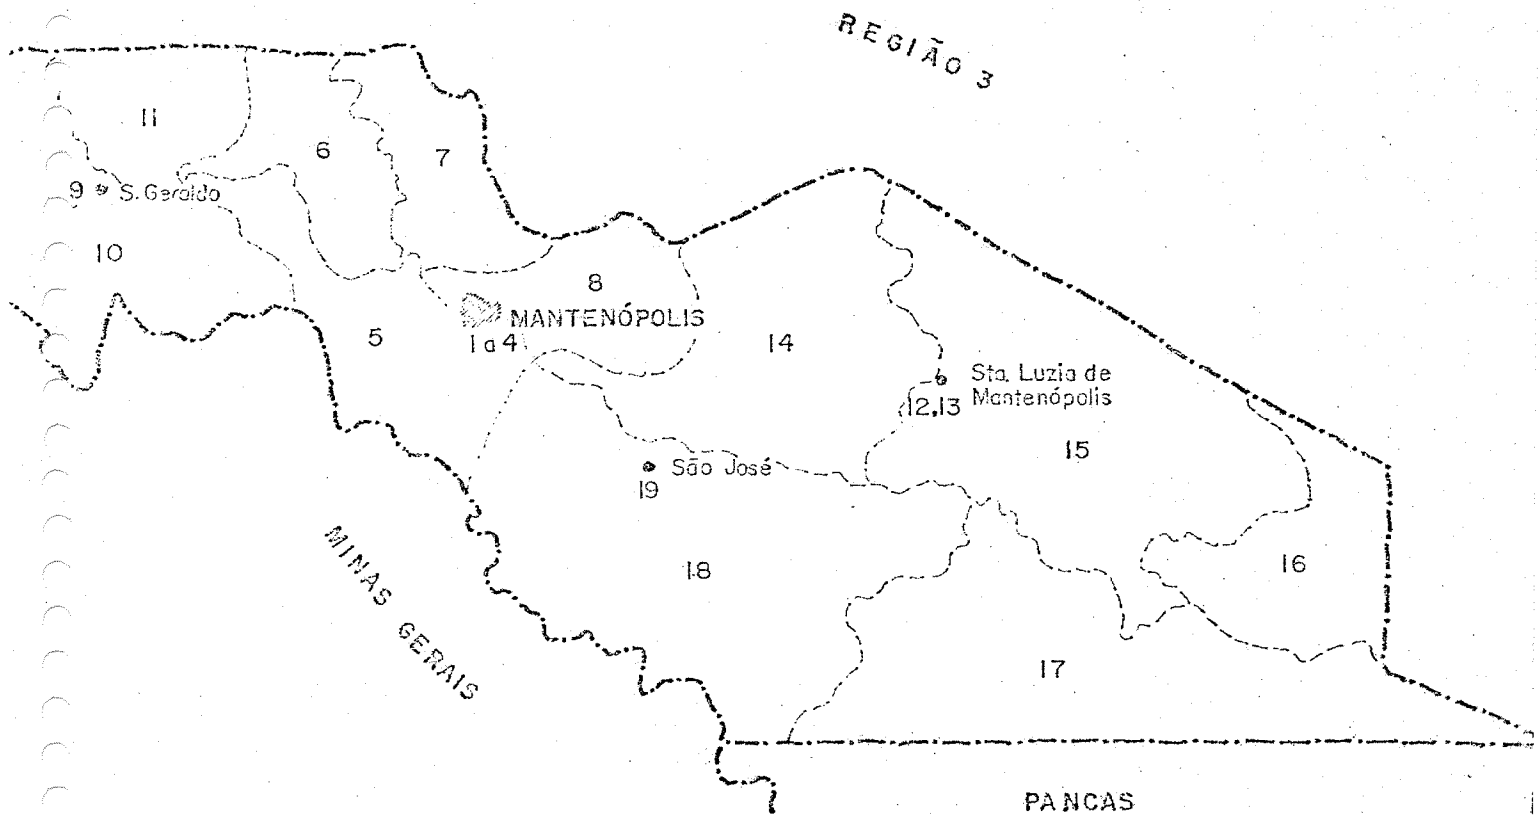 REGIÃO 3
11
6
7
9 S. Geraldo
10
8
MANTENÓPOLIS
1 a 4
5
14
Sta. Luzia de
Mantenópolis
12,13
15
São José
19
18
16
MINAS GERAIS
17
PANCAS